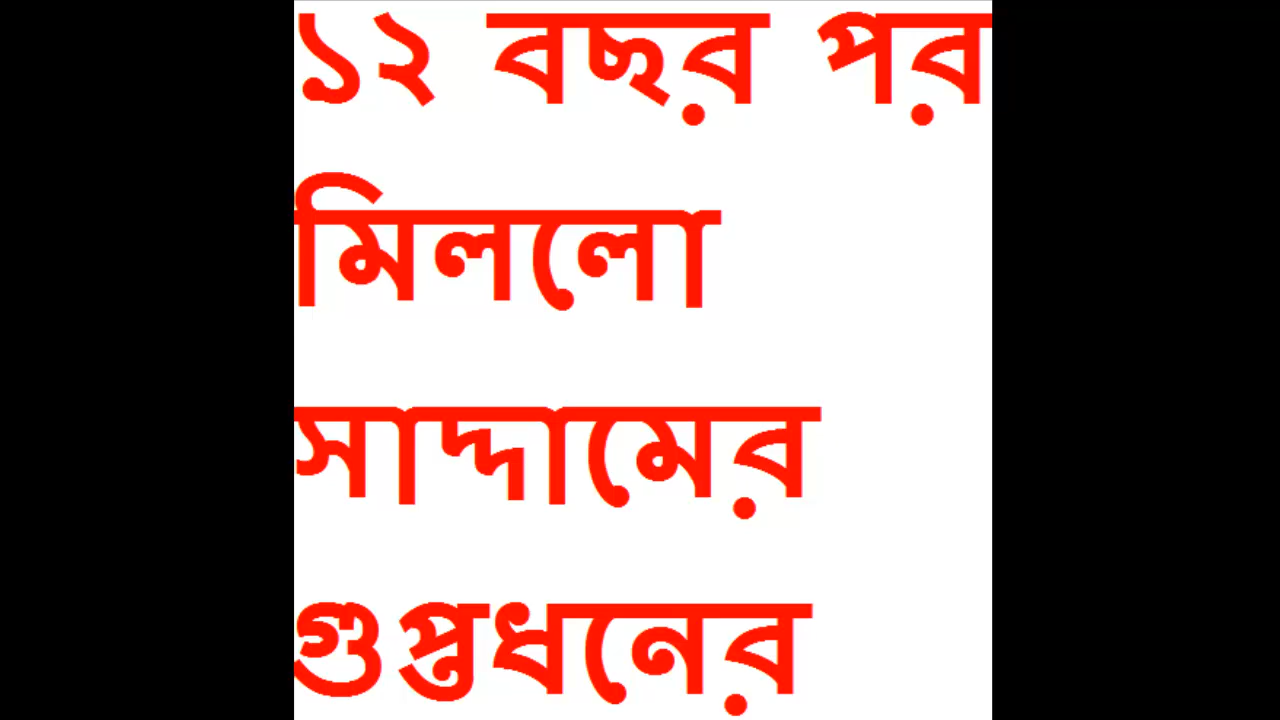 ১২ বছর পর
মিললো
সাদ্দামের
গুপ্তধনের